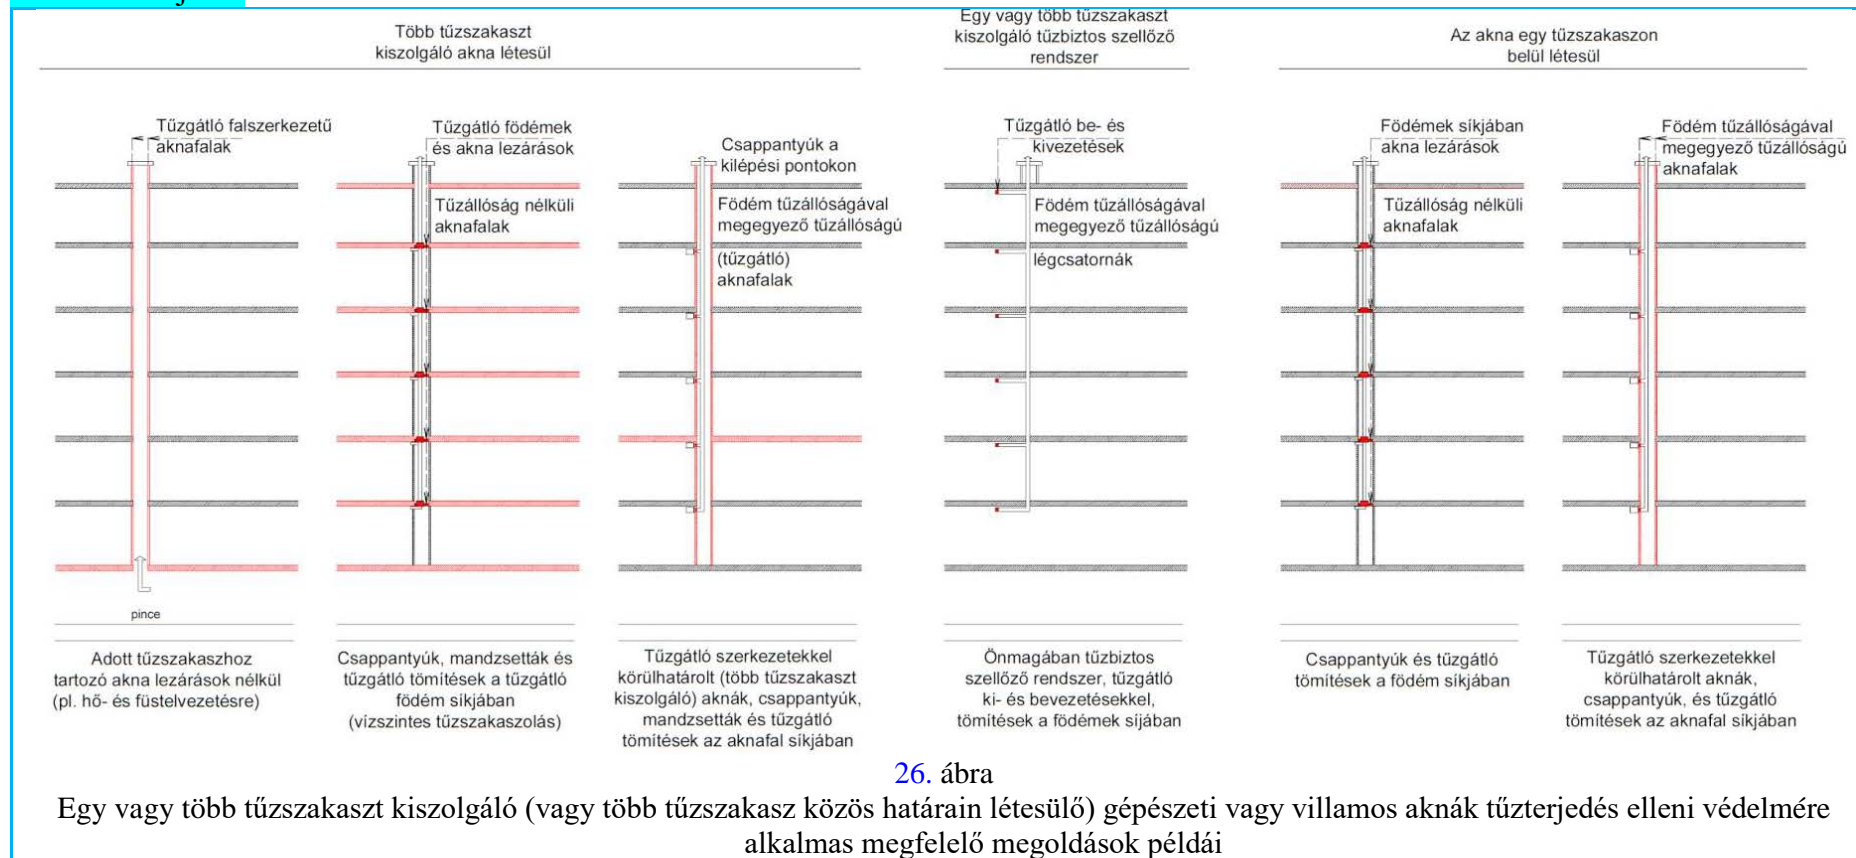 Több tűzszakaszt
kiszolgáló akna létesül
Egy vagy több tűzszakaszt
kiszolgáló tűzbiztos szellőző
rendszer
Az akna egy tűzszakaszon
belül létesül
Tűzgátló falszerkezetű
aknafalak
Tűzgátló födémek
és akna lezárások
Tűzállóság nélküli
aknafalak
Csappantyúk a
kilépési pontokon
Födém tűzállóságával
megegyező tűzállóságú
(tűzgátló)
aknafalak
Tűzgátló be- és
kivezetések
Födém tűzállóságával
megegyező tűzállóságú
légcsatornák
Födémek síkjában
akna lezárások
Tűzállóság nélküli
aknafalak
Födém tűzállóságával
megegyező tűzállóságú
aknafalak
pince
Adott tűzszakaszhoz
tartozó akna lezárások nélkül
(pl. hő- és füstelvezetésre)
Csappantyúk, mandzsetták és
tűzgátló tömítések a tűzgátló
födém síkjában
(vízszintes tűzszakaszolás)
Tűzgátló szerkezetekkel
körülhatárolt (több tűzszakaszt
kiszolgáló) aknák, csappantyúk,
mandzsetták és tűzgátló
tömítések az aknafal síkjában
Önmagában tűzbiztos
szellőző rendszer, tűzgátló
ki- és bevezetésekkel,
tömítések a födémek síjában
Csappantyúk és tűzgátló
tömítések a födém síkjában
Tűzgátló szerkezetekkel
körülhatárolt aknák,
csappantyúk, és tűzgátló
tömítések az aknafal síkjában
26. ábra
Egy vagy több tűzszakaszt kiszolgáló (vagy több tűzszakasz közös határain létesülő) gépészeti vagy villamos aknák tűzterjedés elleni védelmére
alkalmas megfelelő megoldások példái